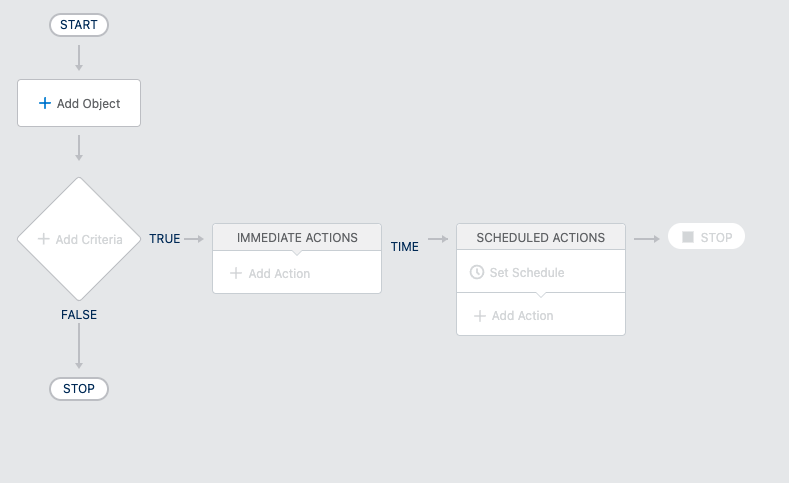 START
Add Object
Add Criteria
TRUE
IMMEDIATE ACTIONS
Add Action
TIME
SCHEDULED ACTIONS
Set Schedule
Add Action
STOP
FALSE
STOP